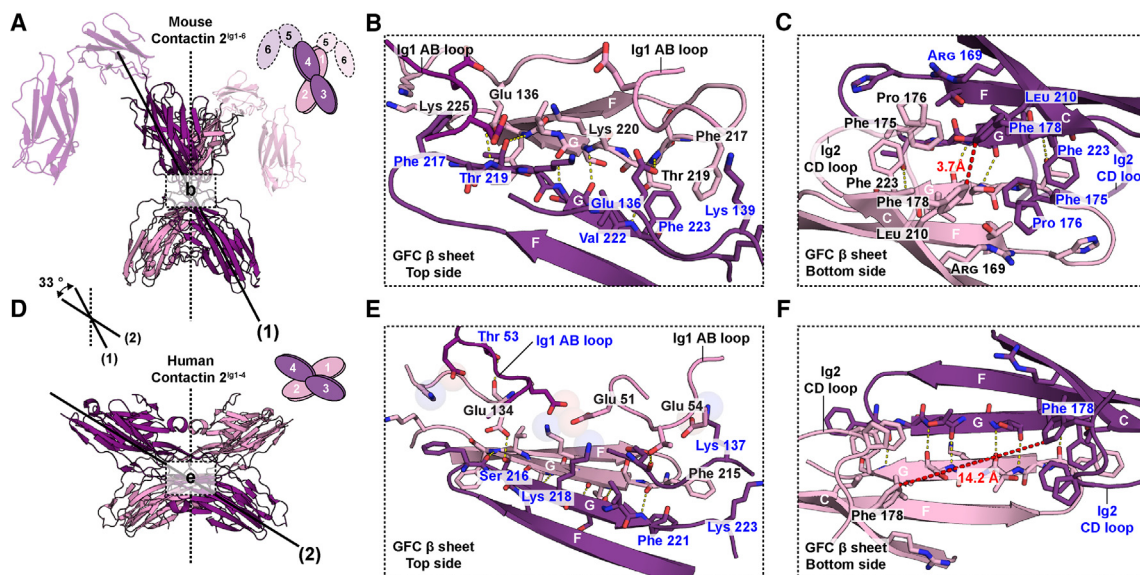 A
Mouse
Contactin 2Ig1-6
6
5
5
6
4
2
3
b
33 °
(1)
(2)
(1)
B
Ig1 AB loop
Ig1 AB loop
Glu 136
Lys 225
F
G
Lys 220
Phe 217
Phe 217
Thr 219
Thr 219
G
Glu 136
Lys 139
Phe 223
Val 222
F
GFC β sheet
Top side
C
Arg 169
Pro 176
F
Leu 210
C
Phe 175
G
Phe 178
Ig2
CD loop
Phe 223
Ig2
CD loop
3.7Å
Phe 223
G
Phe 178
Phe 175
C
F
Pro 176
Leu 210
GFC β sheet
Bottom side
Arg 169
D
Human
Contactin 2Ig1-4
4
1
2
3
e
(2)
E
Thr 53
Ig1 AB loop
Ig1 AB loop
Glu 134
Glu 51
Glu 54
Lys 137
F
G
Phe 215
Ser 216
Lys 218
G
Lys 223
Phe 221
F
GFC β sheet
Top side
F
Ig2
CD loop
F
Phe 178
G
C
G
14.2 Å
C
Ig2
CD loop
Phe 178
F
GFC β sheet
Bottom side